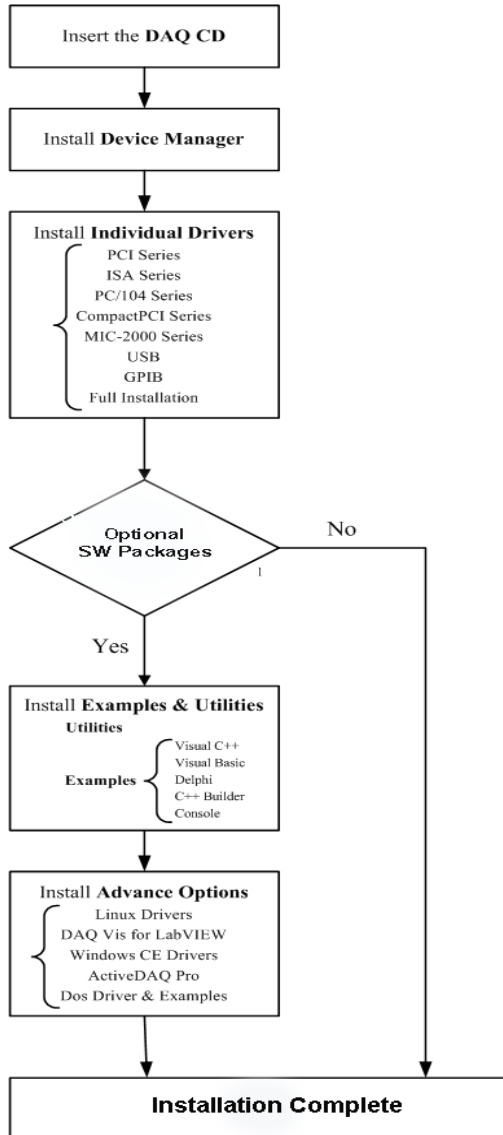 Insert the DAQ CD
Install Device Manager
Install Individual Drivers
PCI Series
ISA Series
PC/104 Series
CompactPCI Series
MIC-2000 Series
USB
GPIB
Full Installation
Optional
SW Packages
No
1
Yes
Install Examples & Utilities
Utilities
Examples
Visual C++
Visual Basic
Delphi
C++ Builder
Console
Install Advance Options
Linux Drivers
DAQ Vis for LabVIEW
Windows CE Drivers
ActiveDAQ Pro
Dos Driver & Examples
Installation Complete